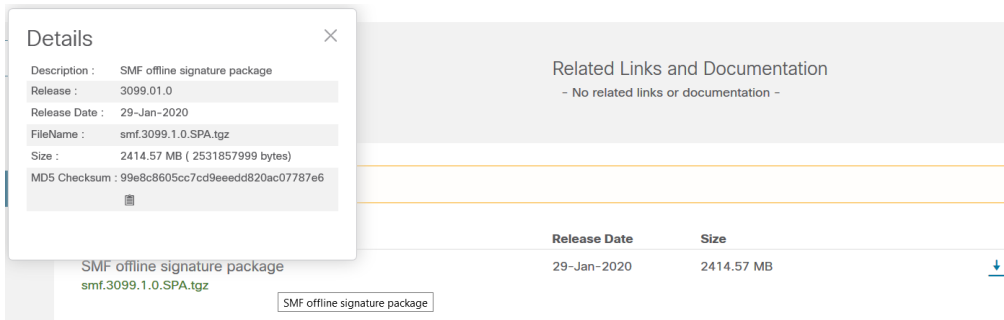 Details
Description : SMF offline signature package
Release : 3099.01.0
Release Date : 29-Jan-2020
FileName : smf.3099.1.0.SPA.tgz
Size : 2414.57 MB ( 2531857999 bytes)
MD5 Checksum : 99e8c8605cc7cd9eeedd820ac07787e6
Related Links and Documentation
- No related links or documentation -
Release Date Size
SMF offline signature package 29-Jan-2020 2414.57 MB
smf.3099.1.0.SPA.tgz
SMF offline signature package